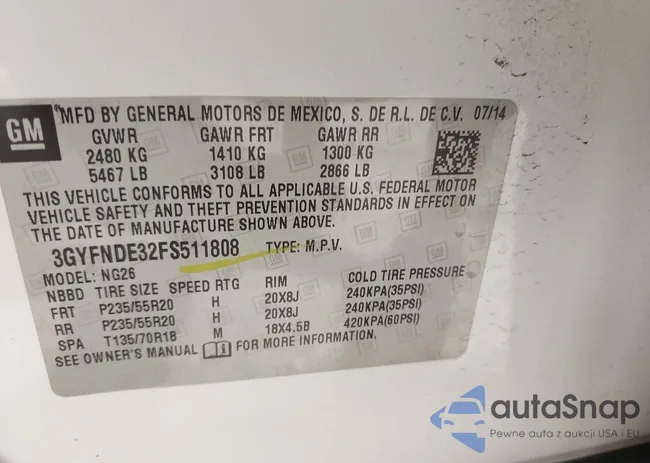 GM
MFD BY GENERAL MOTORS DE MEXICO, S. DE R.L. DE C.V. 07/14
GVWR GAWR FRT GAWR RR
2480 KG 1410 KG 1300 KG
5467 LB 3108 LB 2866 LB
THIS VEHICLE CONFORMS TO ALL APPLICABLE U.S. FEDERAL MOTOR
VEHICLE SAFETY AND THEFT PREVENTION STANDARDS IN EFFECT ON
THE DATE OF MANUFACTURE SHOWN ABOVE.
3GYFNDE32FS511808 TYPE: M.P.V.
MODEL: NG26
NBBD TIRE SIZE SPEED RTG RIM COLD TIRE PRESSURE
FRT P235/55R20 H 20X8J 240KPA(35PSI)
RR P235/55R20 H 20X8J 240KPA(35PSI)
SPA T135/70R18 M 18X4.5B 420KPA(60PSI)
SEE OWNER'S MANUAL FOR MORE INFORMATION.
autaSnap
Pewne auta z aukcji USA i EU